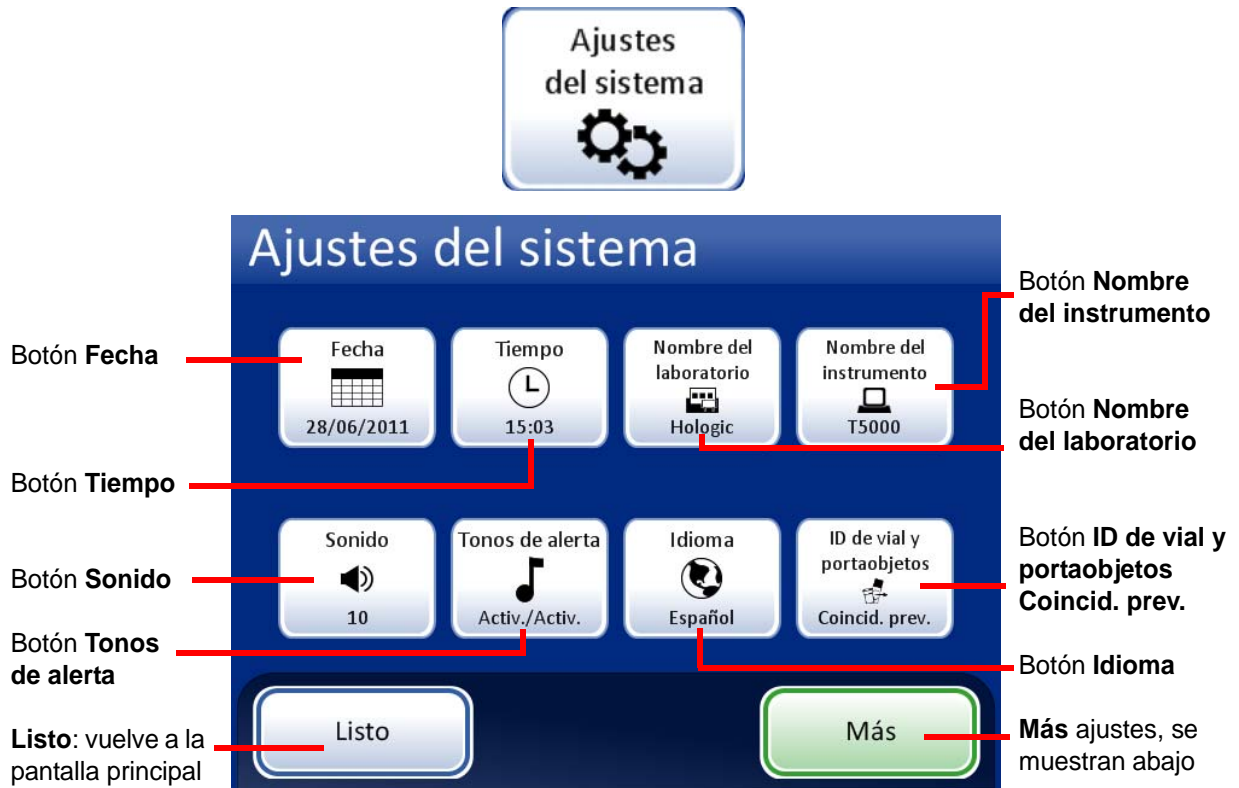 Ajustes
del sistema
Ajustes del sistema
Botón Fecha
Botón Tiempo
Botón Sonido
Botón Tonos
de alerta
Listo: vuelve a la
pantalla principal
Fecha
28/06/2011
Tiempo
15:03
Nombre del
laboratorio
Hologic
Nombre del
instrumento
T5000
Sonido
10
Tonos de alerta
Activ./Activ.
Idioma
Español
ID de vial y
portaobjetos
Coincid. prev.
Listo
Más
Botón Nombre
del instrumento
Botón Nombre
del laboratorio
Botón ID de vial y
portaobjetos
Coincid. prev.
Botón Idioma
Más ajustes, se
muestran abajo